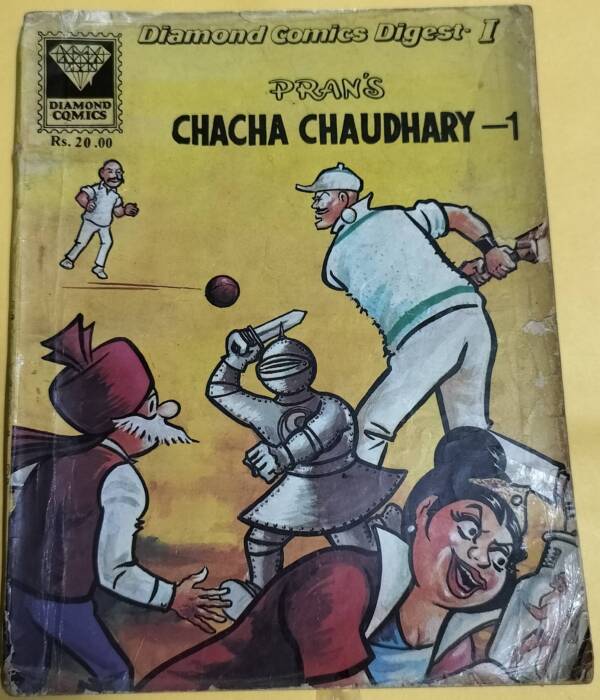 Diamond Comics Digest- I
DIAMOND
COMICS
Rs. 20.00
PRAN'S
CHACHA CHAUDHARY –1